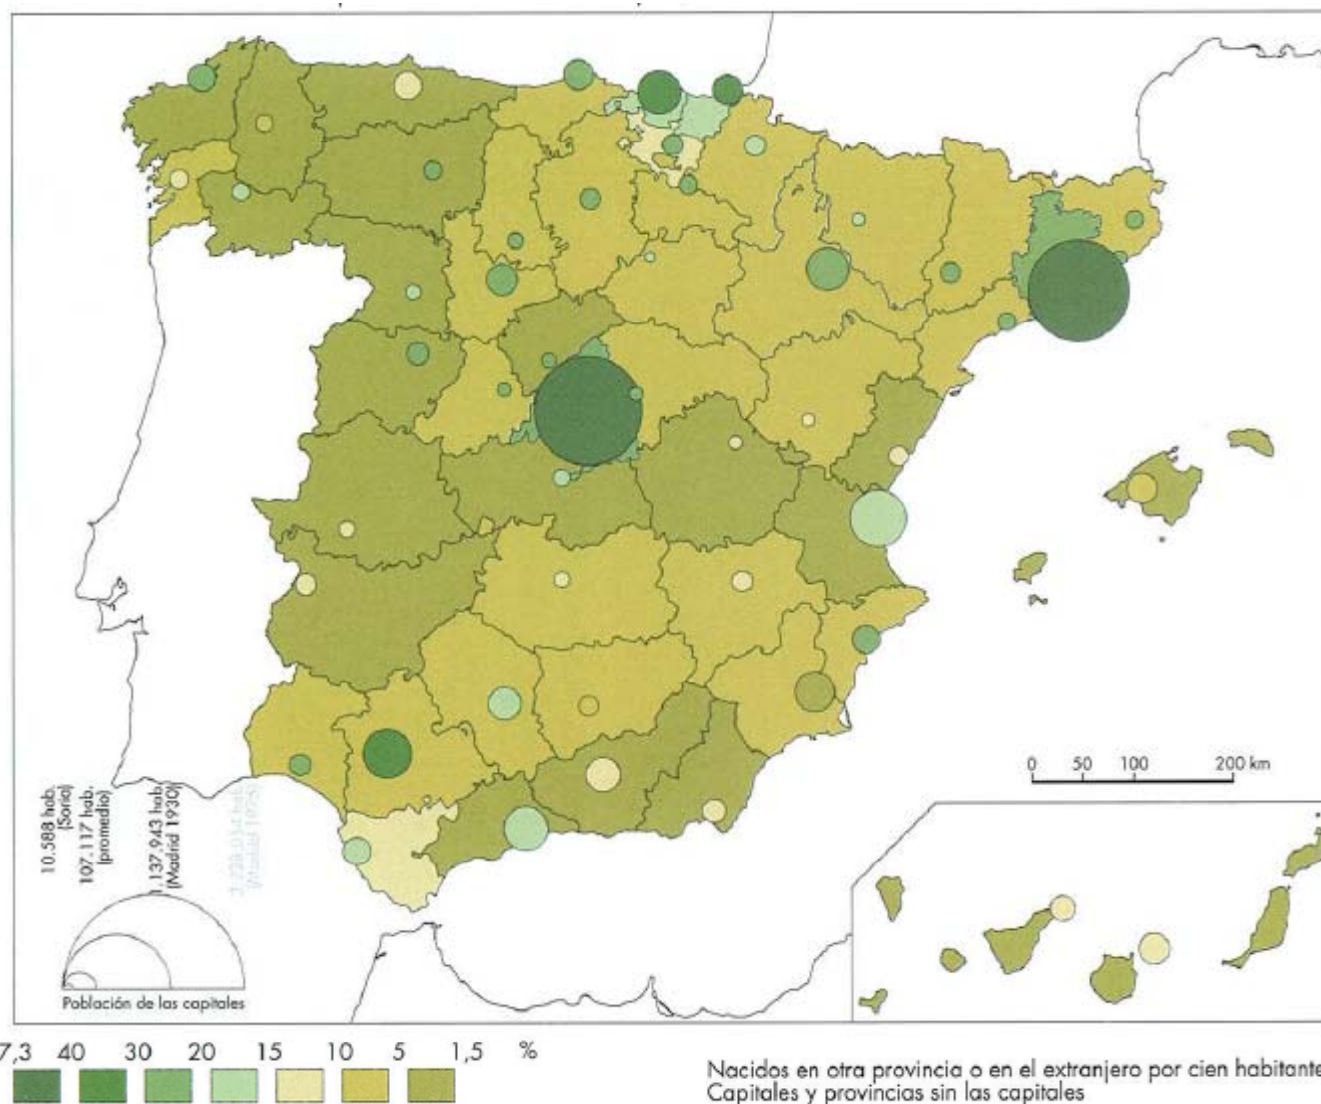 10.588 hab.
(Soria)
107.117 hab.
(promedio)
1.137.943 hab.
(Madrid 1930)
Población de las capitales
0 50 100 200 km
7,3 40 30 20 15 10 5 1,5 %
Nacidos en otra provincia o en el extranjero por cien habitante
Capitales y provincias sin las capitales